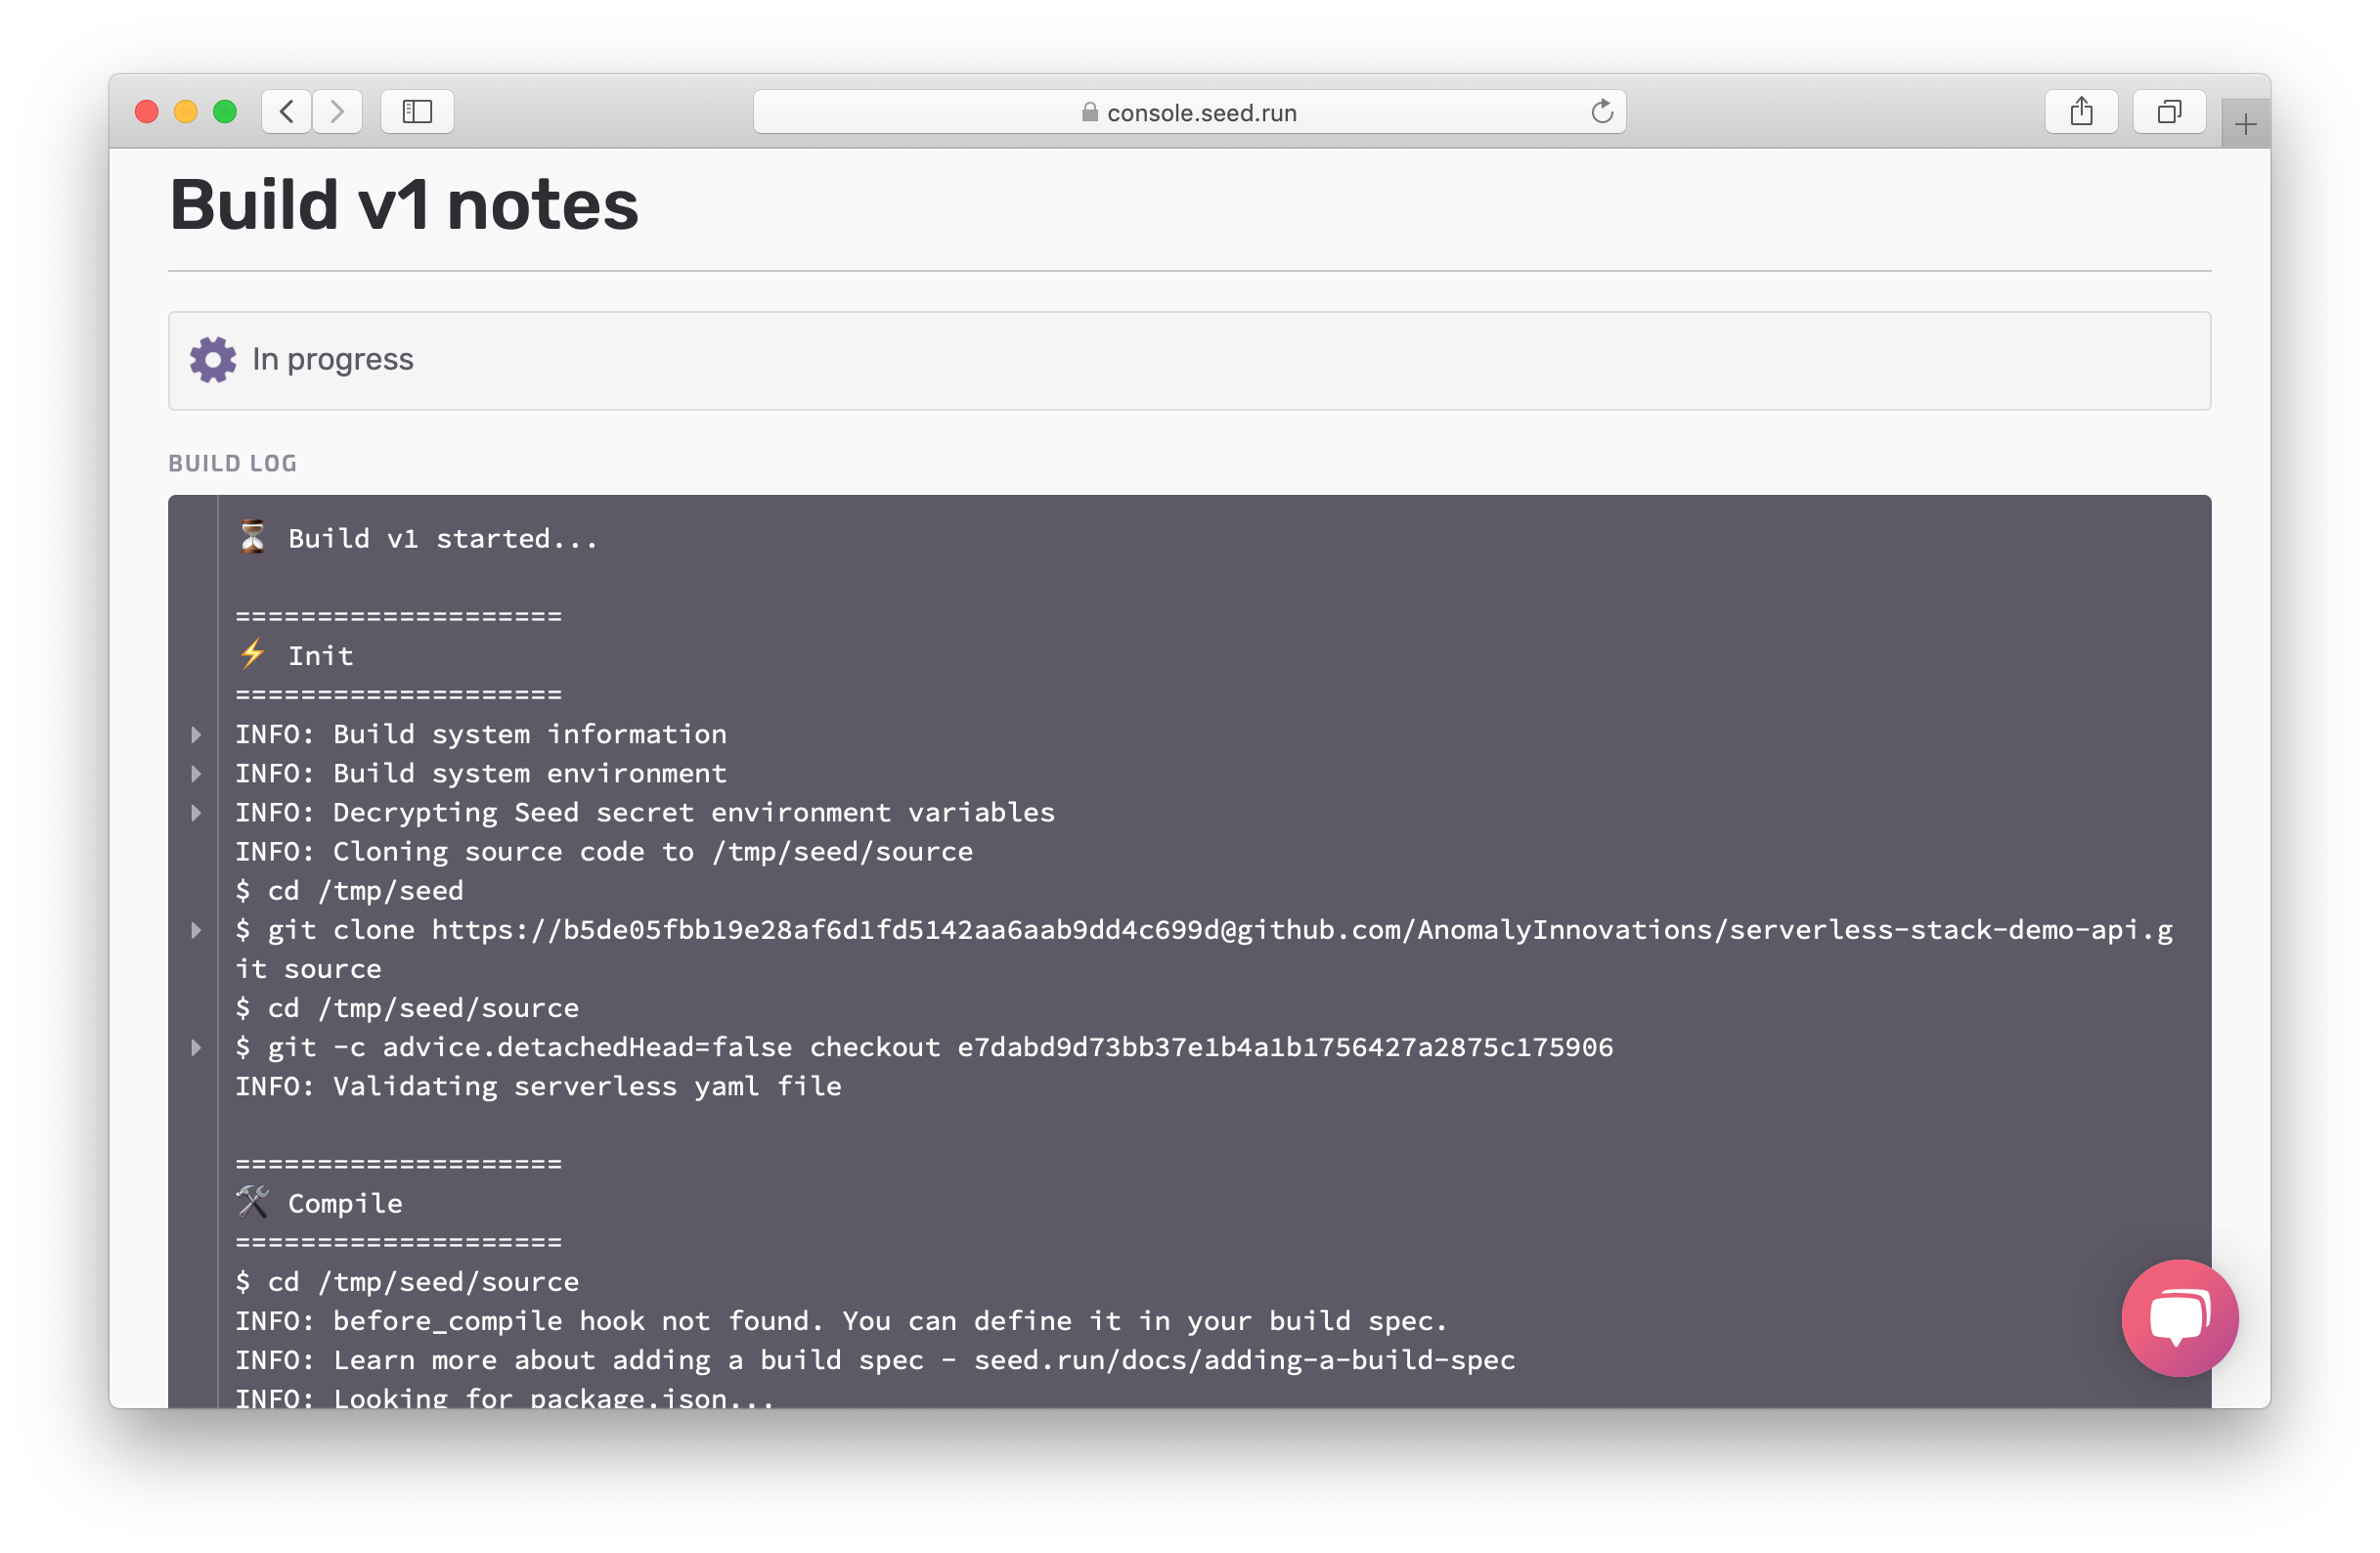 console.seed.run
Build v1 notes
In progress
BUILD LOG
⏳ Build v1 started...
====================
⚡ Init
====================
INFO: Build system information
INFO: Build system environment
INFO: Decrypting Seed secret environment variables
INFO: Cloning source code to /tmp/seed/source
$ cd /tmp/seed
$ git clone https://b5de05fbb19e28af6d1fd5142aa6aab9dd4c699d@github.com/AnomalyInnovations/serverless-stack-demo-api.g
it source
$ cd /tmp/seed/source
$ git -c advice.detachedHead=false checkout e7dabd9d73bb37e1b4a1b1756427a2875c175906
INFO: Validating serverless yaml file
====================
🛠 Compile
====================
$ cd /tmp/seed/source
INFO: before_compile hook not found. You can define it in your build spec.
INFO: Learn more about adding a build spec - seed.run/docs/adding-a-build-spec
INFO: Looking for package.json...